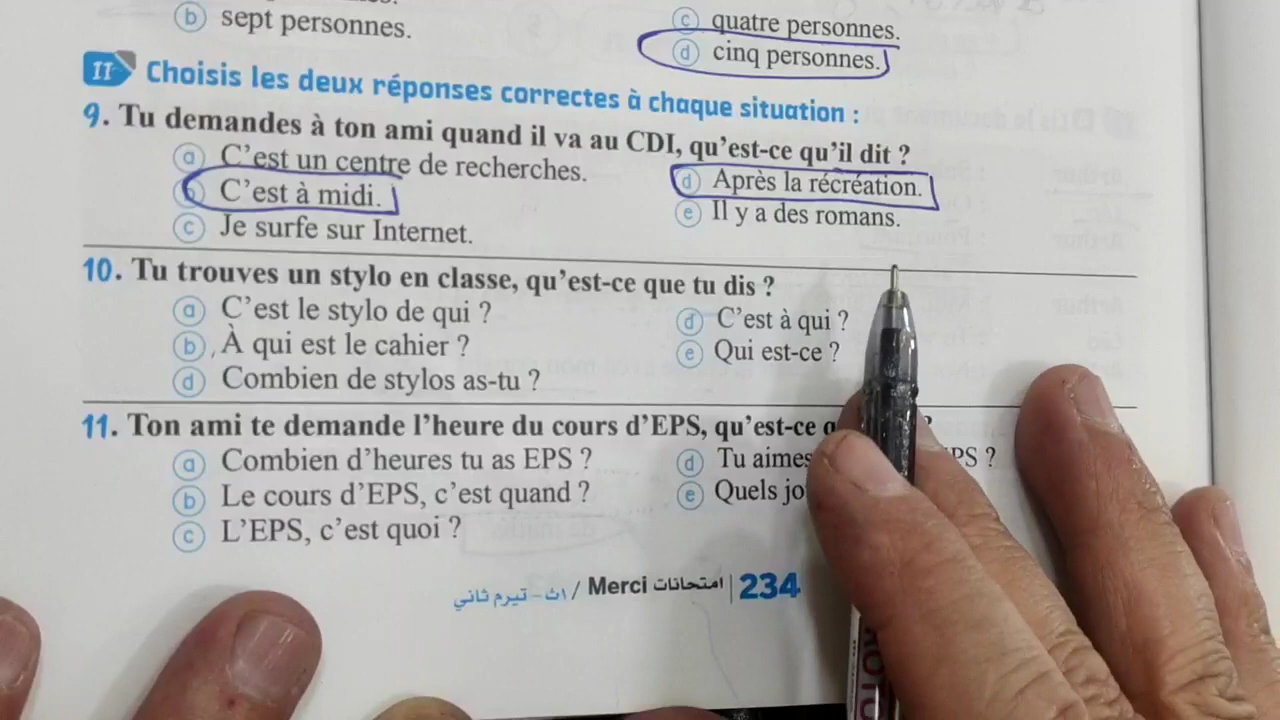 b sept personnes.
c quatre personnes.
d cinq personnes.
II Choisis les deux réponses correctes à chaque situation :
9. Tu demandes à ton ami quand il va au CDI, qu'est-ce qu'il dit ?
a C'est un centre de recherches.
b C'est à midi.
c Je surfe sur Internet.
d Après la récréation.
e Il y a des romans.
10. Tu trouves un stylo en classe, qu'est-ce que tu dis ?
a C'est le stylo de qui ?
b À qui est le cahier ?
d Combien de stylos as-tu ?
d C'est à qui ?
e Qui est-ce ?
11. Ton ami te demande l'heure du cours d'EPS, qu'est-ce ?
a Combien d'heures tu as EPS ?
b Le cours d'EPS, c'est quand ?
c L'EPS, c'est quoi ?
d Tu aimes PS ?
e Quels
234 | امتحانات Merci / ١ث - تيرم ثاني